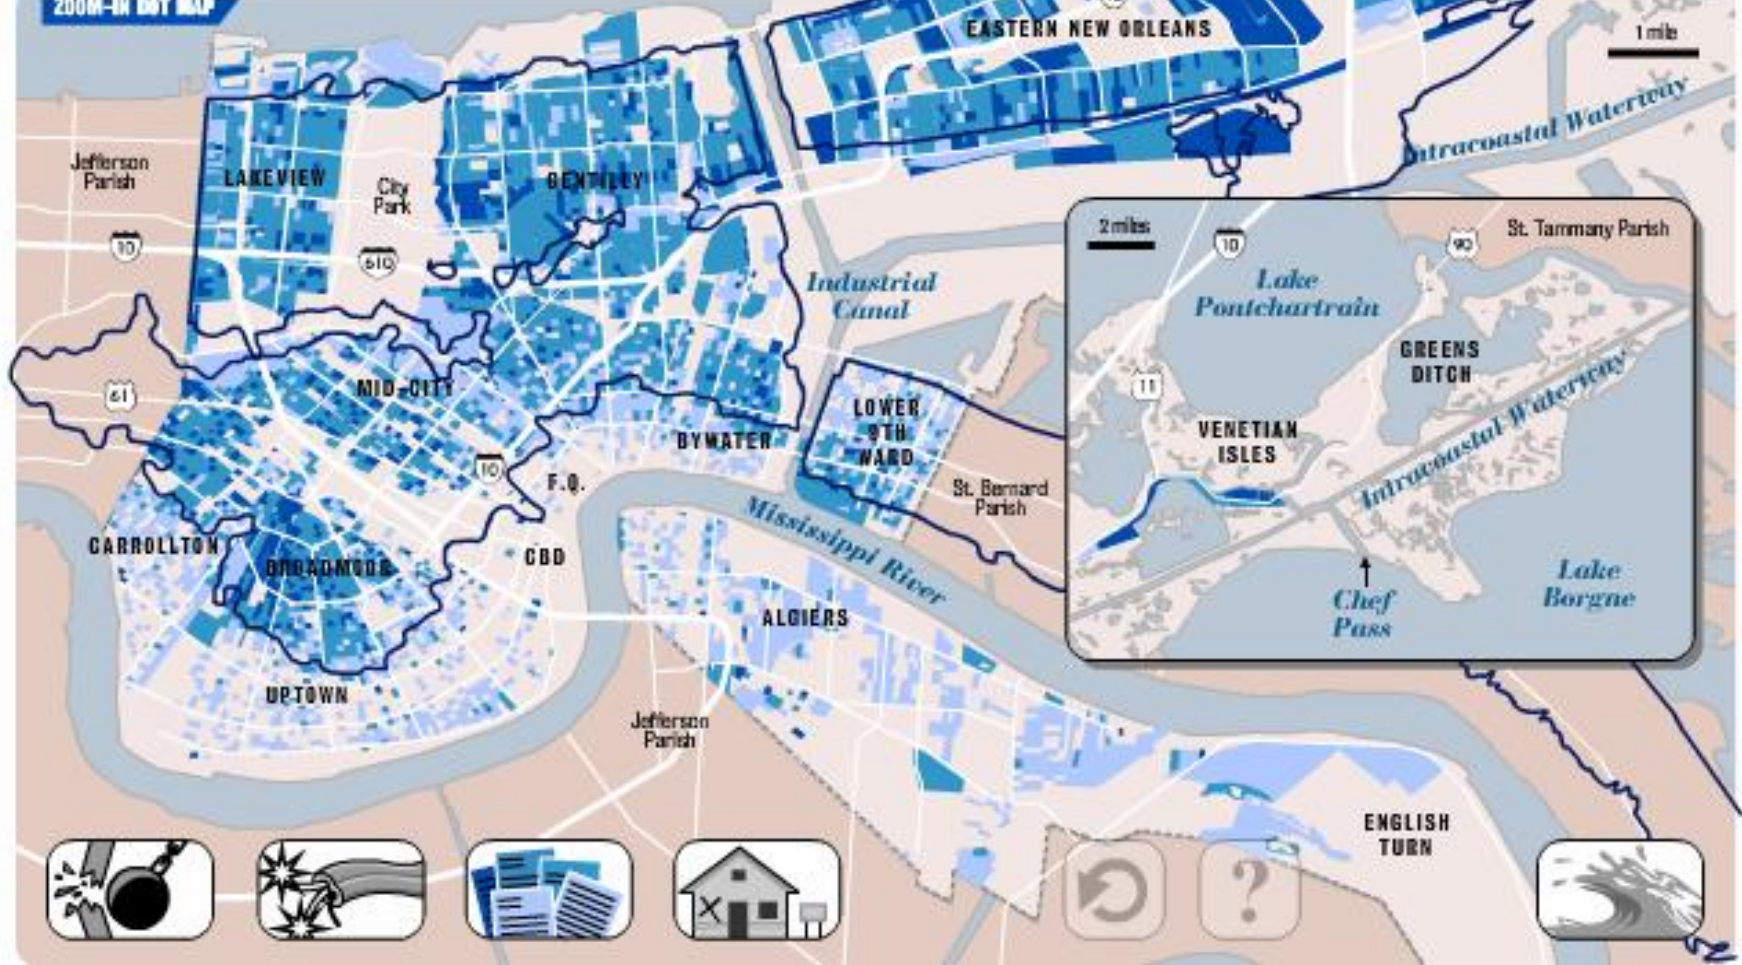 ZOOM-IN DOT MAP
EASTERN NEW ORLEANS
1 mile
Intracoastal Waterway
Jefferson
Parish
LAKEVIEW
City
Park
GENTILLY
10
610
Industrial
Canal
61
MID-CITY
LOWER
9TH
WARD
BYWATER
10
F.Q.
St. Bernard
Parish
Mississippi River
CARROLLTON
BROADMOOR
CBD
ALGIERS
UPTOWN
Jefferson
Parish
ENGLISH
TURN
2 miles
10
90
St. Tammany Parish
Lake
Pontchartrain
GREENS
DITCH
11
VENETIAN
ISLES
Intracoastal Waterway
Chef
Pass
Lake
Borgne
?